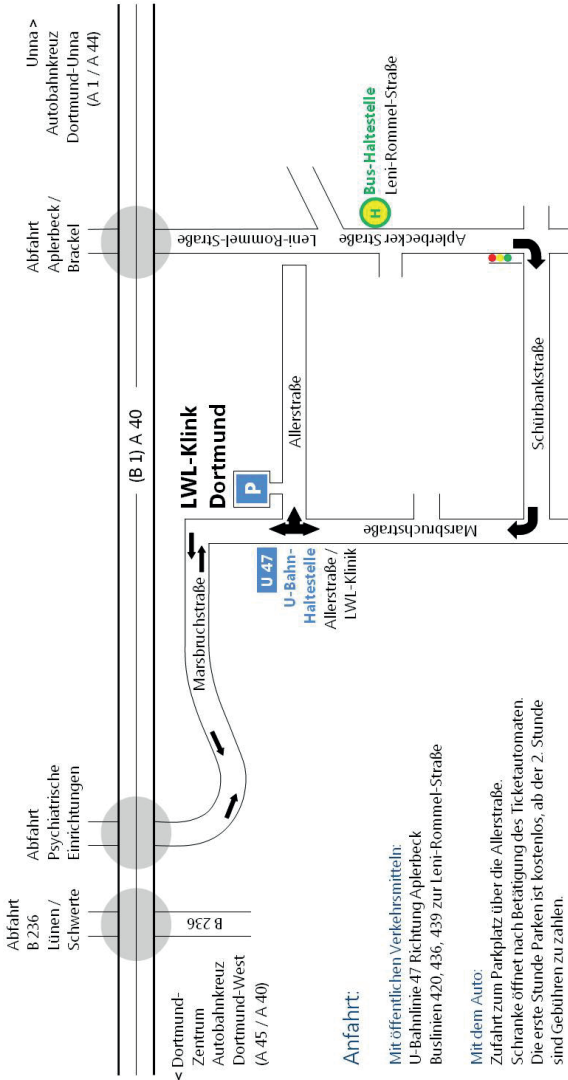 Abfahrt
B 236
Lünen /
Schwerte
Abfahrt
Psychiatrische
Einrichtungen
Abfahrt
Aplerbeck /
Brackel
Unna >
Autobahnkreuz
Dortmund-Unna
(A 1 / A 44)
(B 1) A 40
< Dortmund-
Zentrum
Autobahnkreuz
Dortmund-West
(A 45 / A 40)
B 236
Marsbruchstraße
LWL-Klink
Dortmund
P
U 47
U-Bahn-
Haltestelle
Allerstraße /
LWL-Klinik
Allerstraße
Leni-Rommel-Straße
H
Bus-Haltestelle
Leni-Rommel-Straße
Aplerbecker Straße
Marsbruchstraße
Schürbankstraße
Anfahrt:
Mit öffentlichen Verkehrsmitteln:
U-Bahnlinie 47 Richtung Aplerbeck
Buslinien 420, 436, 439 zur Leni-Rommel-Straße
Mit dem Auto:
Zufahrt zum Parkplatz über die Allerstraße.
Schranke öffnet nach Betätigung des Ticketautomaten.
Die erste Stunde Parken ist kostenlos, ab der 2. Stunde
sind Gebühren zu zahlen.